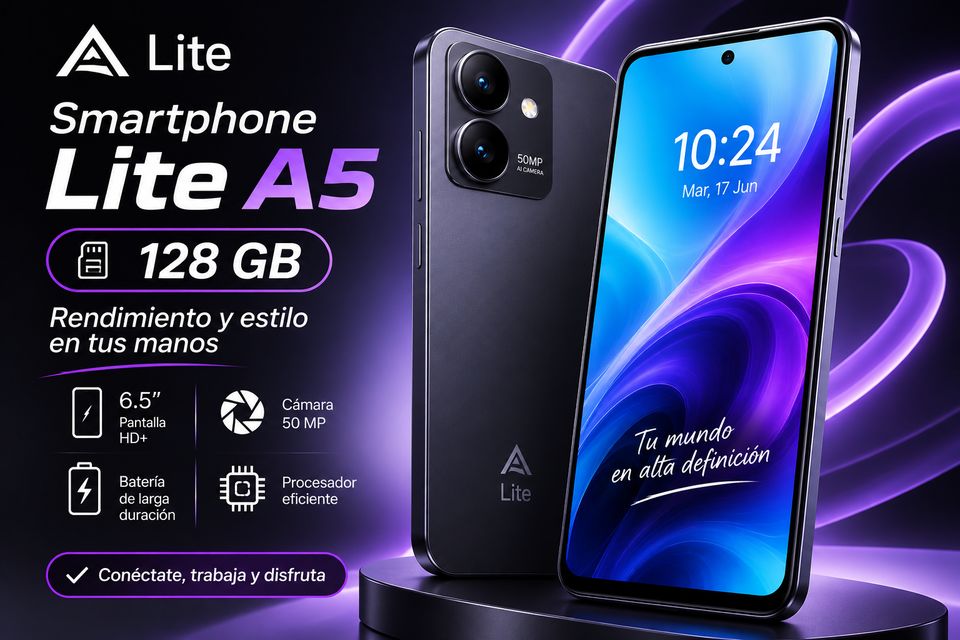 Lite
Smartphone
Lite A5
128 GB
Rendimiento y estilo
en tus manos
6.5”
Pantalla
HD+
Cámara
50 MP
Batería
de larga
duración
Procesador
eficiente
Conéctate, trabaja y disfruta
50MP
AI CAMERA
Lite
10:24
Mar, 17 Jun
Tu mundo
en alta definición